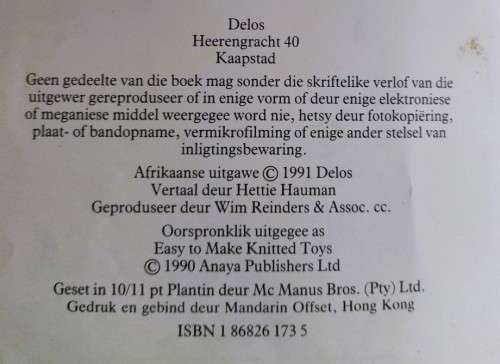 Delos
Heerengracht 40
Kaapstad
Geen gedeelte van die boek mag sonder die skriftelike verlof van die
uitgewer gereproduseer of in enige vorm of deur enige elektroniese
of meganiese middel weergegee word nie, hetsy deur fotokopiëring,
plaat- of bandopname, vermikrofilming of enige ander stelsel van
inligtingsbewaring.
Afrikaanse uitgawe © 1991 Delos
Vertaal deur Hettie Hauman
Geproduseer deur Wim Reinders & Assoc. cc.
Oorspronklik uitgegee as
Easy to Make Knitted Toys
© 1990 Anaya Publishers Ltd
Geset in 10/11 pt Plantin deur Mc Manus Bros. (Pty) Ltd.
Gedruk en gebind deur Mandarin Offset, Hong Kong
ISBN 1 86826 173 5